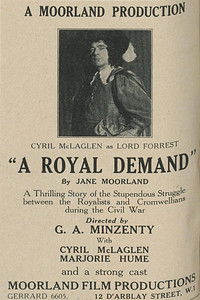 A MOORLAND PRODUCTION
CYRIL McLAGLEN AS LORD FORREST
"A ROYAL DEMAND"
By JANE MOORLAND
A Thrilling Story of the Stupendous Struggle
between the Royalists and Cromwellians
during the Civil War
Directed by
G. A. MINZENTY
With
CYRIL McLAGLEN
MARJORIE HUME
and a strong cast
MOORLAND FILM PRODUCTIONS
GERRARD 6605. 12 D'ARBLAY STREET, W.1